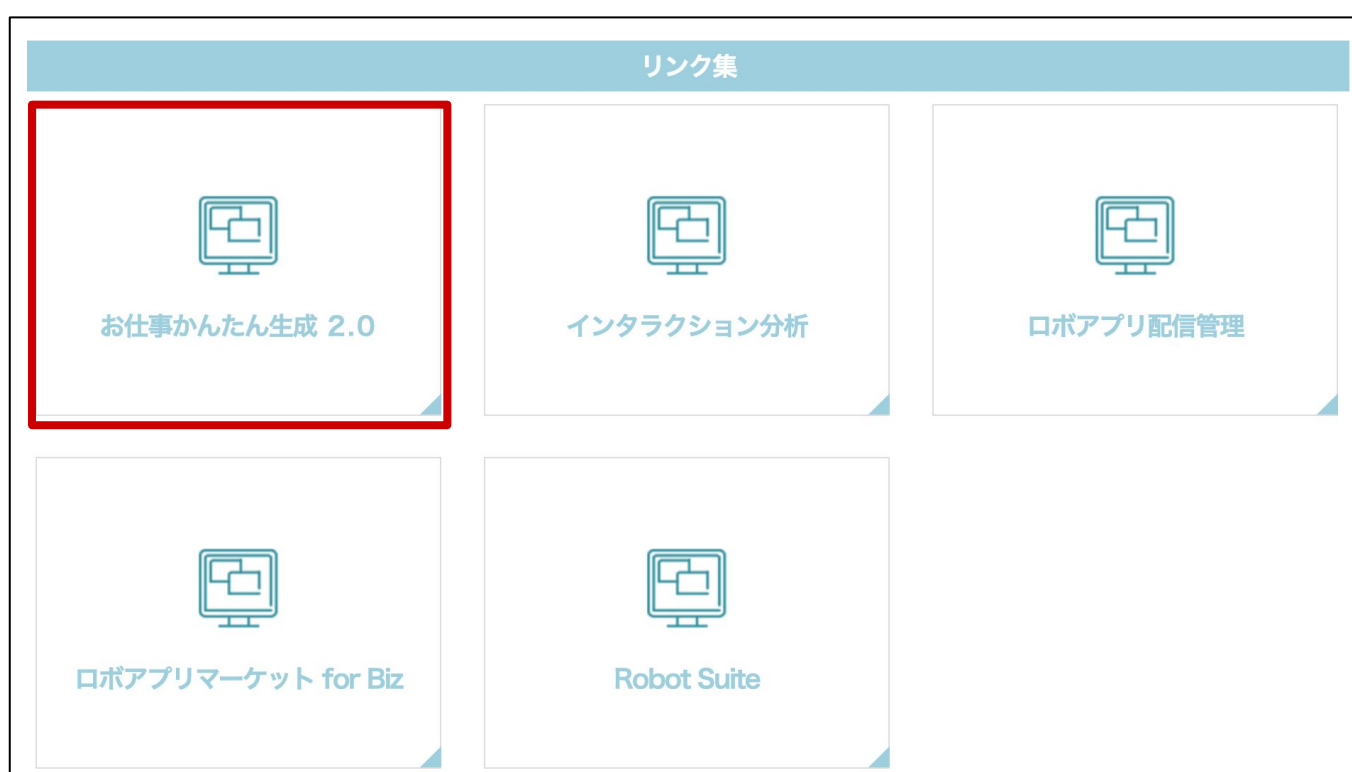 リンク集
お仕事かんたん生成 2.0
インタラクション分析
ロボアプリ配信管理
ロボアプリマーケット for Biz
Robot Suite